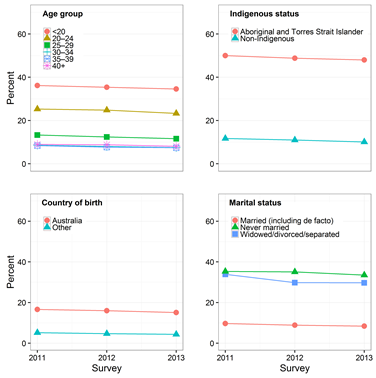 Age group
<20
20–24
25–29
30–34
35–39
40+
60
40
20
0
Percent
Indigenous status
Aboriginal and Torres Strait Islander
Non-Indigenous
60
40
20
0
Country of birth
Australia
Other
60
40
20
0
Percent
2011 2012 2013
Survey
Marital status
Married (including de facto)
Never married
Widowed/divorced/separated
60
40
20
0
2011 2012 2013
Survey